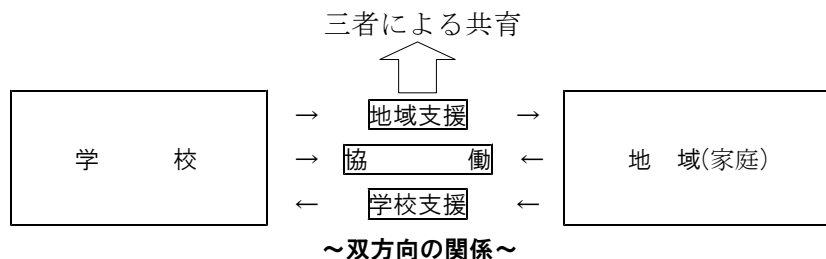 三者による共育
→ 地域支援 →
学 校 → 協 働 ← 地 域(家庭)
← 学校支援 ←
～双方向の関係～